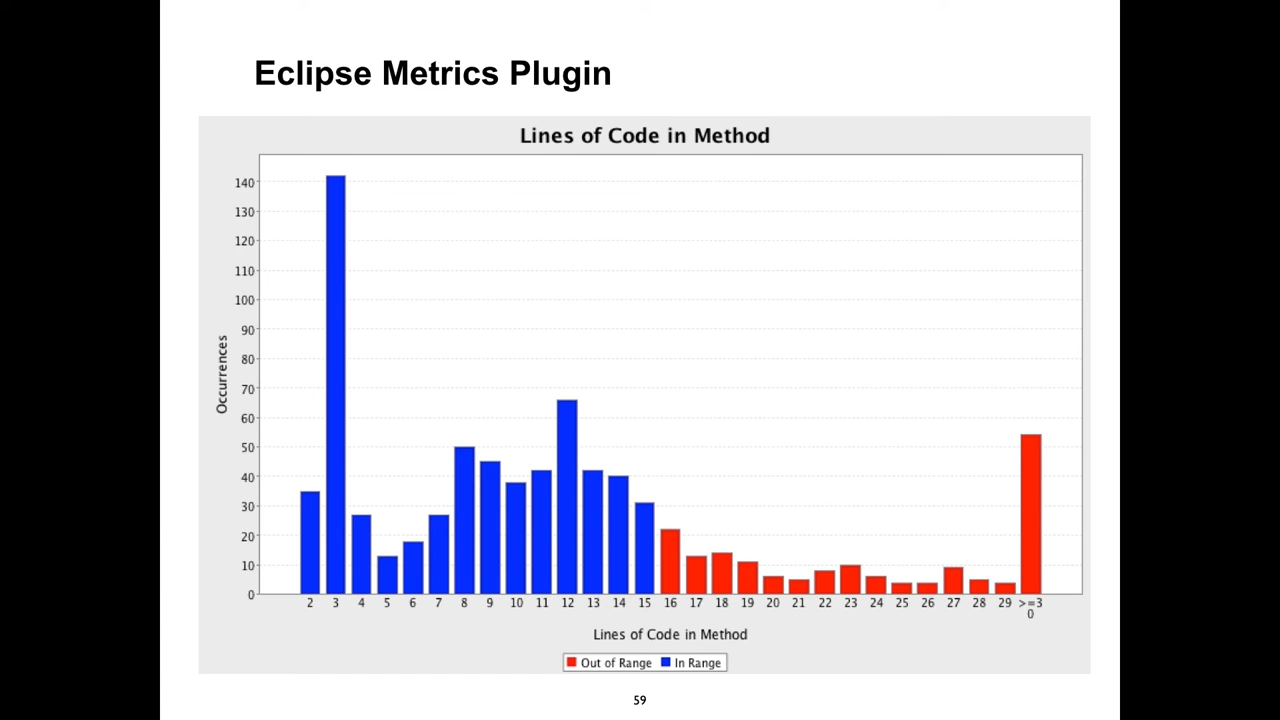 Eclipse Metrics Plugin
Lines of Code in Method
140
130
120
110
100
90
80
70
60
50
40
30
20
10
0
Occurrences
2 3 4 5 6 7 8 9 10 11 12 13 14 15 16 17 18 19 20 21 22 23 24 25 26 27 28 29 >=3
0
Lines of Code in Method
Out of Range In Range
59